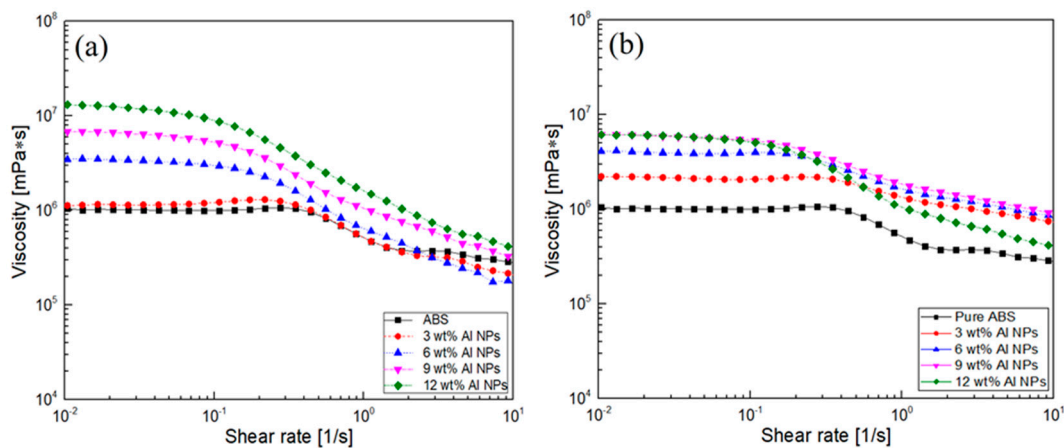 (a)
Viscosity [mPa*s]
10^8
10^7
10^6
10^5
10^4
ABS
3 wt% Al NPs
6 wt% Al NPs
9 wt% Al NPs
12 wt% Al NPs
10^-2
10^-1
10^0
10^1
Shear rate [1/s]
(b)
Viscosity [mPa*s]
10^8
10^7
10^6
10^5
10^4
Pure ABS
3 wt% Al NPs
6 wt% Al NPs
9 wt% Al NPs
12 wt% Al NPs
10^-2
10^-1
10^0
10^1
Shear rate [1/s]